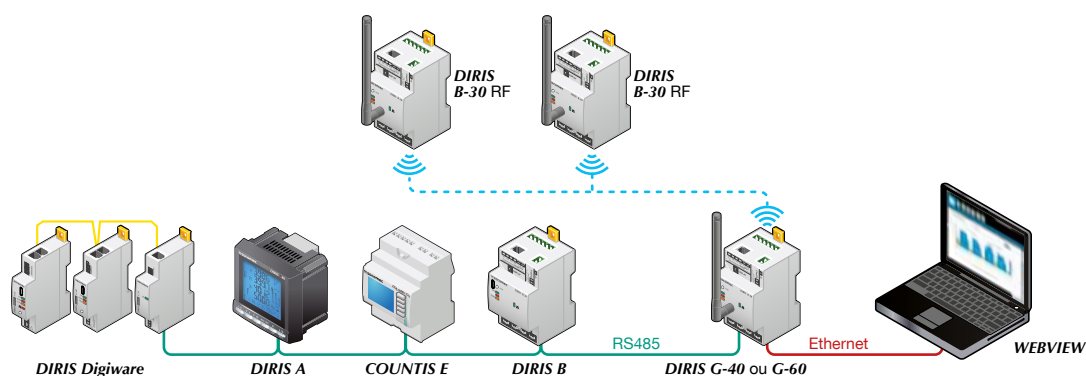 DIRIS
B-30 RF
DIRIS
B-30 RF
RS485
Ethernet
DIRIS Digiware
DIRIS A
COUNTIS E
DIRIS B
DIRIS G-40 ou G-60
WEBVIEW